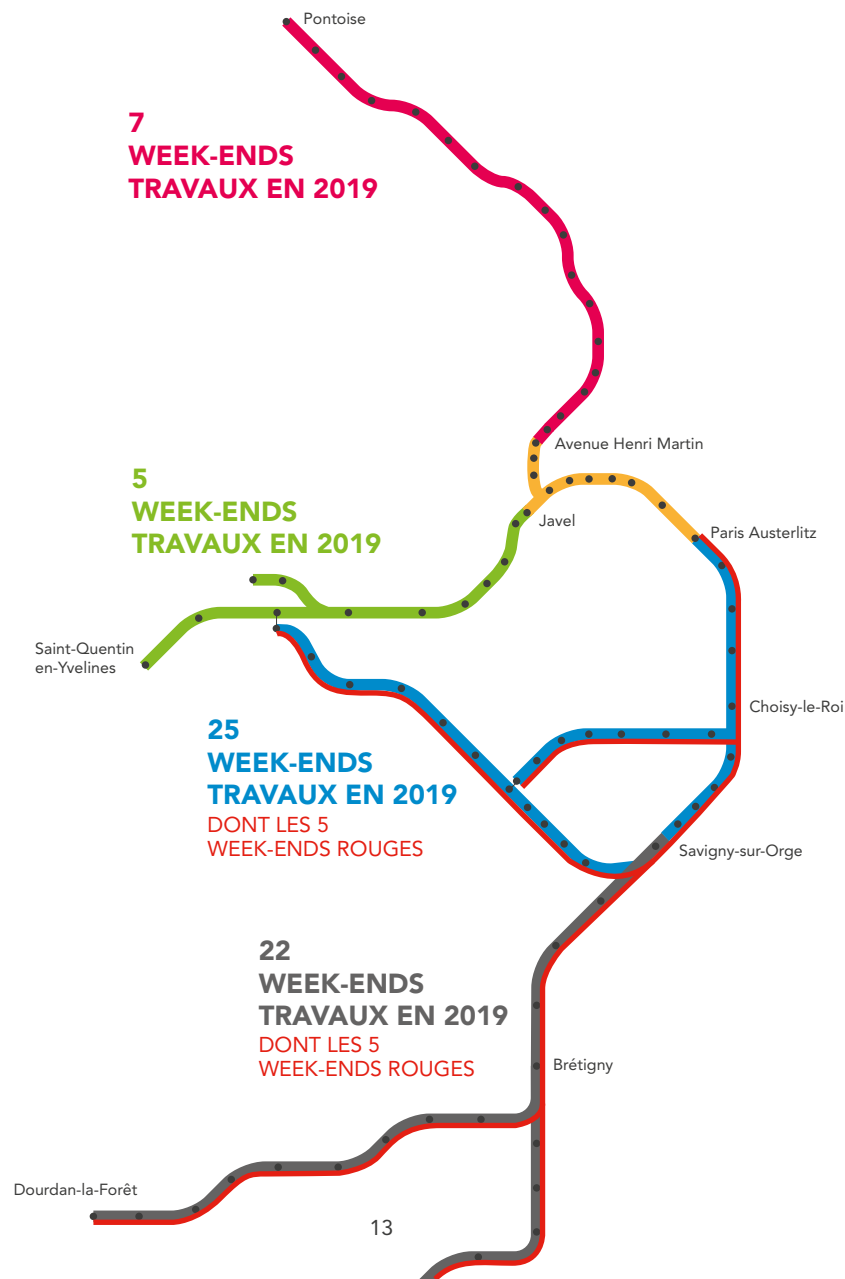 Pontoise
7
WEEK-ENDS
TRAVAUX EN 2019
Avenue Henri Martin
5
WEEK-ENDS
TRAVAUX EN 2019
Javel
Paris Austerlitz
Saint-Quentin
en-Yvelines
Choisy-le-Roi
25
WEEK-ENDS
TRAVAUX EN 2019
DONT LES 5
WEEK-ENDS ROUGES
Savigny-sur-Orge
22
WEEK-ENDS
TRAVAUX EN 2019
DONT LES 5
WEEK-ENDS ROUGES
Brétigny
Dourdan-la-Forêt
13